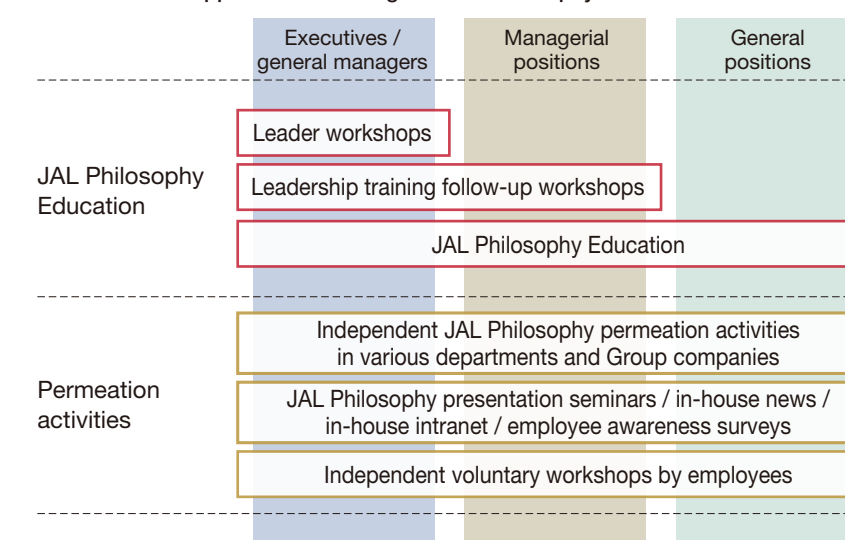 Executives /
general managers
Managerial
positions
General
positions
JAL Philosophy
Education
Leader workshops
Leadership training follow-up workshops
JAL Philosophy Education
Permeation
activities
Independent JAL Philosophy permeation activities
in various departments and Group companies
JAL Philosophy presentation seminars / in-house news /
in-house intranet / employee awareness surveys
Independent voluntary workshops by employees